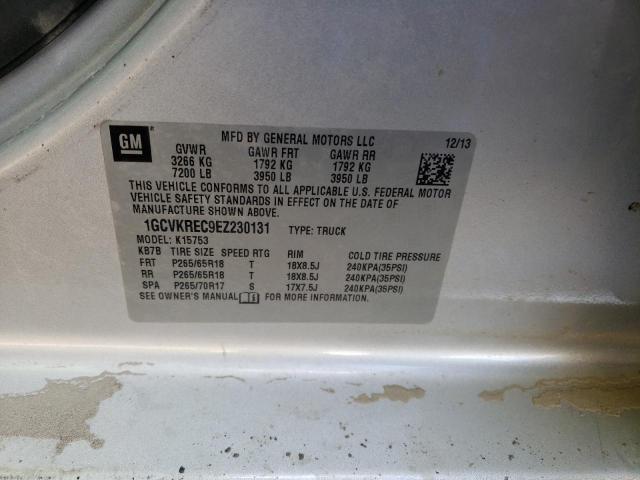 GM
MFD BY GENERAL MOTORS LLC 12/13
GVWR GAWR FRT GAWR RR
3266 KG 1792 KG 1792 KG
7200 LB 3950 LB 3950 LB
THIS VEHICLE CONFORMS TO ALL APPLICABLE U.S. FEDERAL MOTOR
VEHICLE SAFETY STANDARDS IN EFFECT ON THE DATE OF
MANUFACTURE SHOWN ABOVE.
1GCVKREC9EZ230131 TYPE: TRUCK
MODEL: K15753
KB7B TIRE SIZE SPEED RTG RIM COLD TIRE PRESSURE
FRT P265/65R18 T 18X8.5J 240KPA(35PSI)
RR P265/65R18 T 18X8.5J 240KPA(35PSI)
SPA P265/70R17 S 17X7.5J 240KPA(35PSI)
SEE OWNER'S MANUAL FOR MORE INFORMATION.